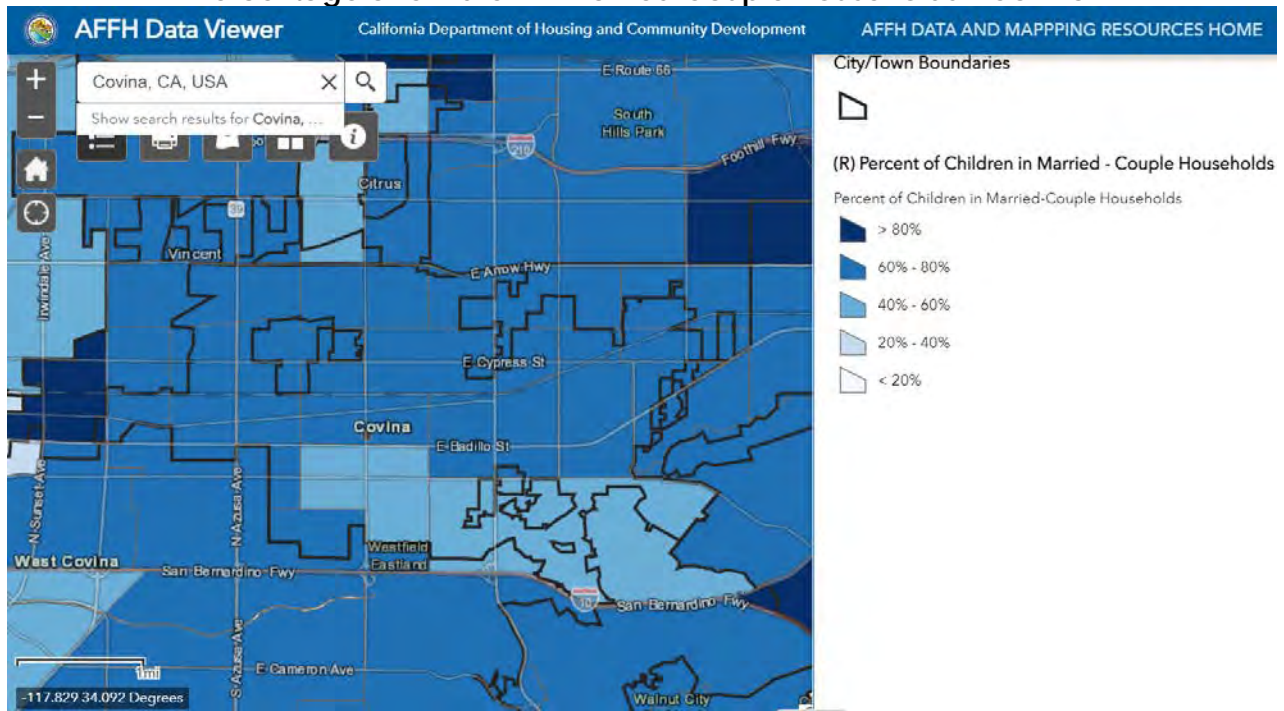 AFFH Data Viewer
California Department of Housing and Community Development
AFFH DATA AND MAPPPING RESOURCES HOME
+
−
Covina, CA, USA
Show search results for Covina, ...
E Route 66
South
Hills Park
210
Foothill Fwy
Citrus
39
Vincent
Irwindale Ave
E Arrow Hwy
E Cypress St
Covina
E Badillo St
N Sunset Ave
N Azusa Ave
West Covina
Westfield
Eastland
San Bernardino Fwy
10
San Bernardino Fwy
S Azusa Ave
E Cameron Ave
Walnut City
1mi
-117.829 34.092 Degrees
City/Town Boundaries
(R) Percent of Children in Married - Couple Households
Percent of Children in Married-Couple Households
> 80%
60% - 80%
40% - 60%
20% - 40%
< 20%